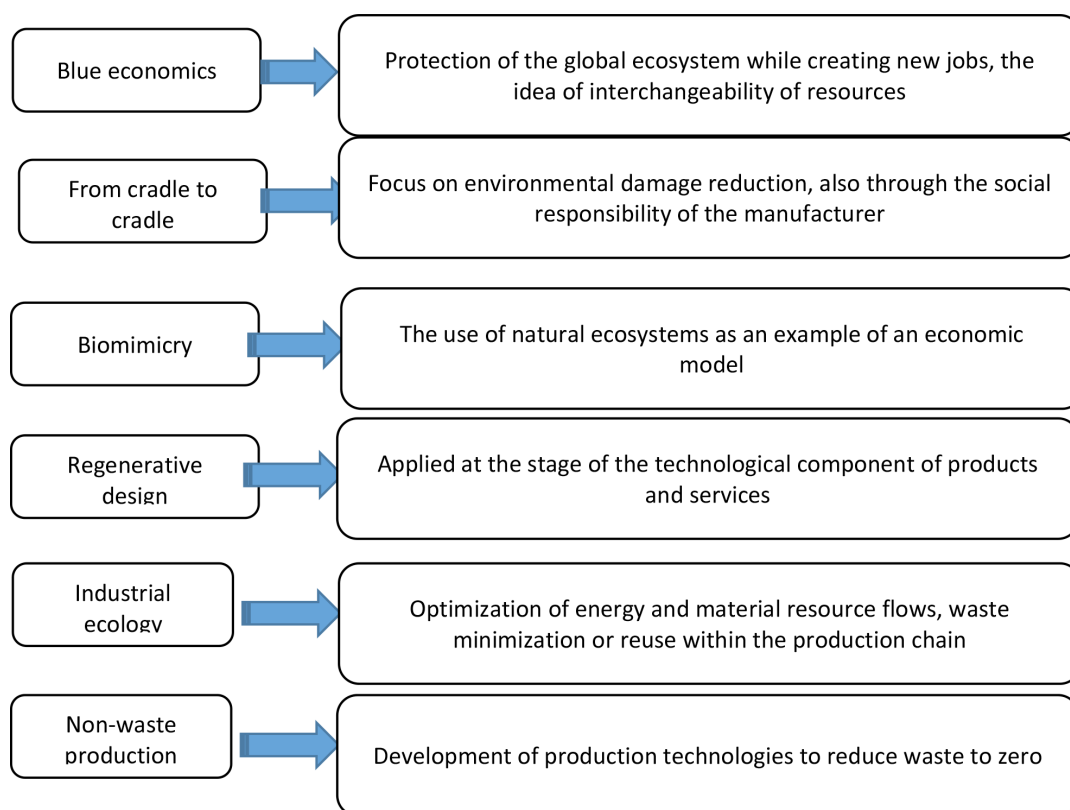 Blue economics
Protection of the global ecosystem while creating new jobs, the
idea of interchangeability of resources
From cradle to
cradle
Focus on environmental damage reduction, also through the social
responsibility of the manufacturer
Biomimicry
The use of natural ecosystems as an example of an economic
model
Regenerative
design
Applied at the stage of the technological component of products
and services
Industrial
ecology
Optimization of energy and material resource flows, waste
minimization or reuse within the production chain
Non-waste
production
Development of production technologies to reduce waste to zero